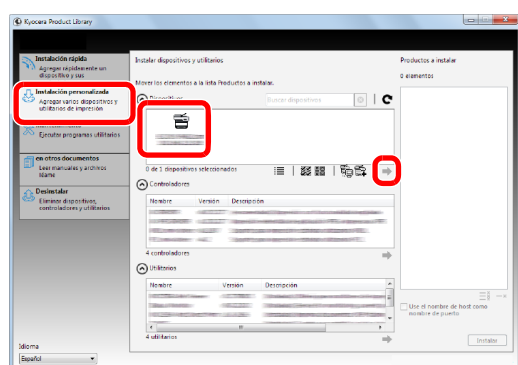 Kyocera Product Library
Instalación rápida
Agregar rápidamente un
dispositivo y sus
Instalación personalizada
Agregar varios dispositivos y
utilitarios de impresión
Ejecutar programas utilitarios
en otros documentos
Leer manuales y archivos
Desinstalar
Eliminar dispositivos,
controladores y utilitarios
Idioma
Español
Instalar dispositivos y utilitarios
Mover los elementos a la lista Productos a instalar.
Dispositivos
Buscar dispositivos
0 de 1 dispositivos seleccionados
Controladores
Nombre Versión Descripción
4 controladores
Utilitarios
Nombre Versión Descripción
4 utilitarios
Productos a instalar
0 elementos
Use el nombre de host como
nombre de puerto
Instalar